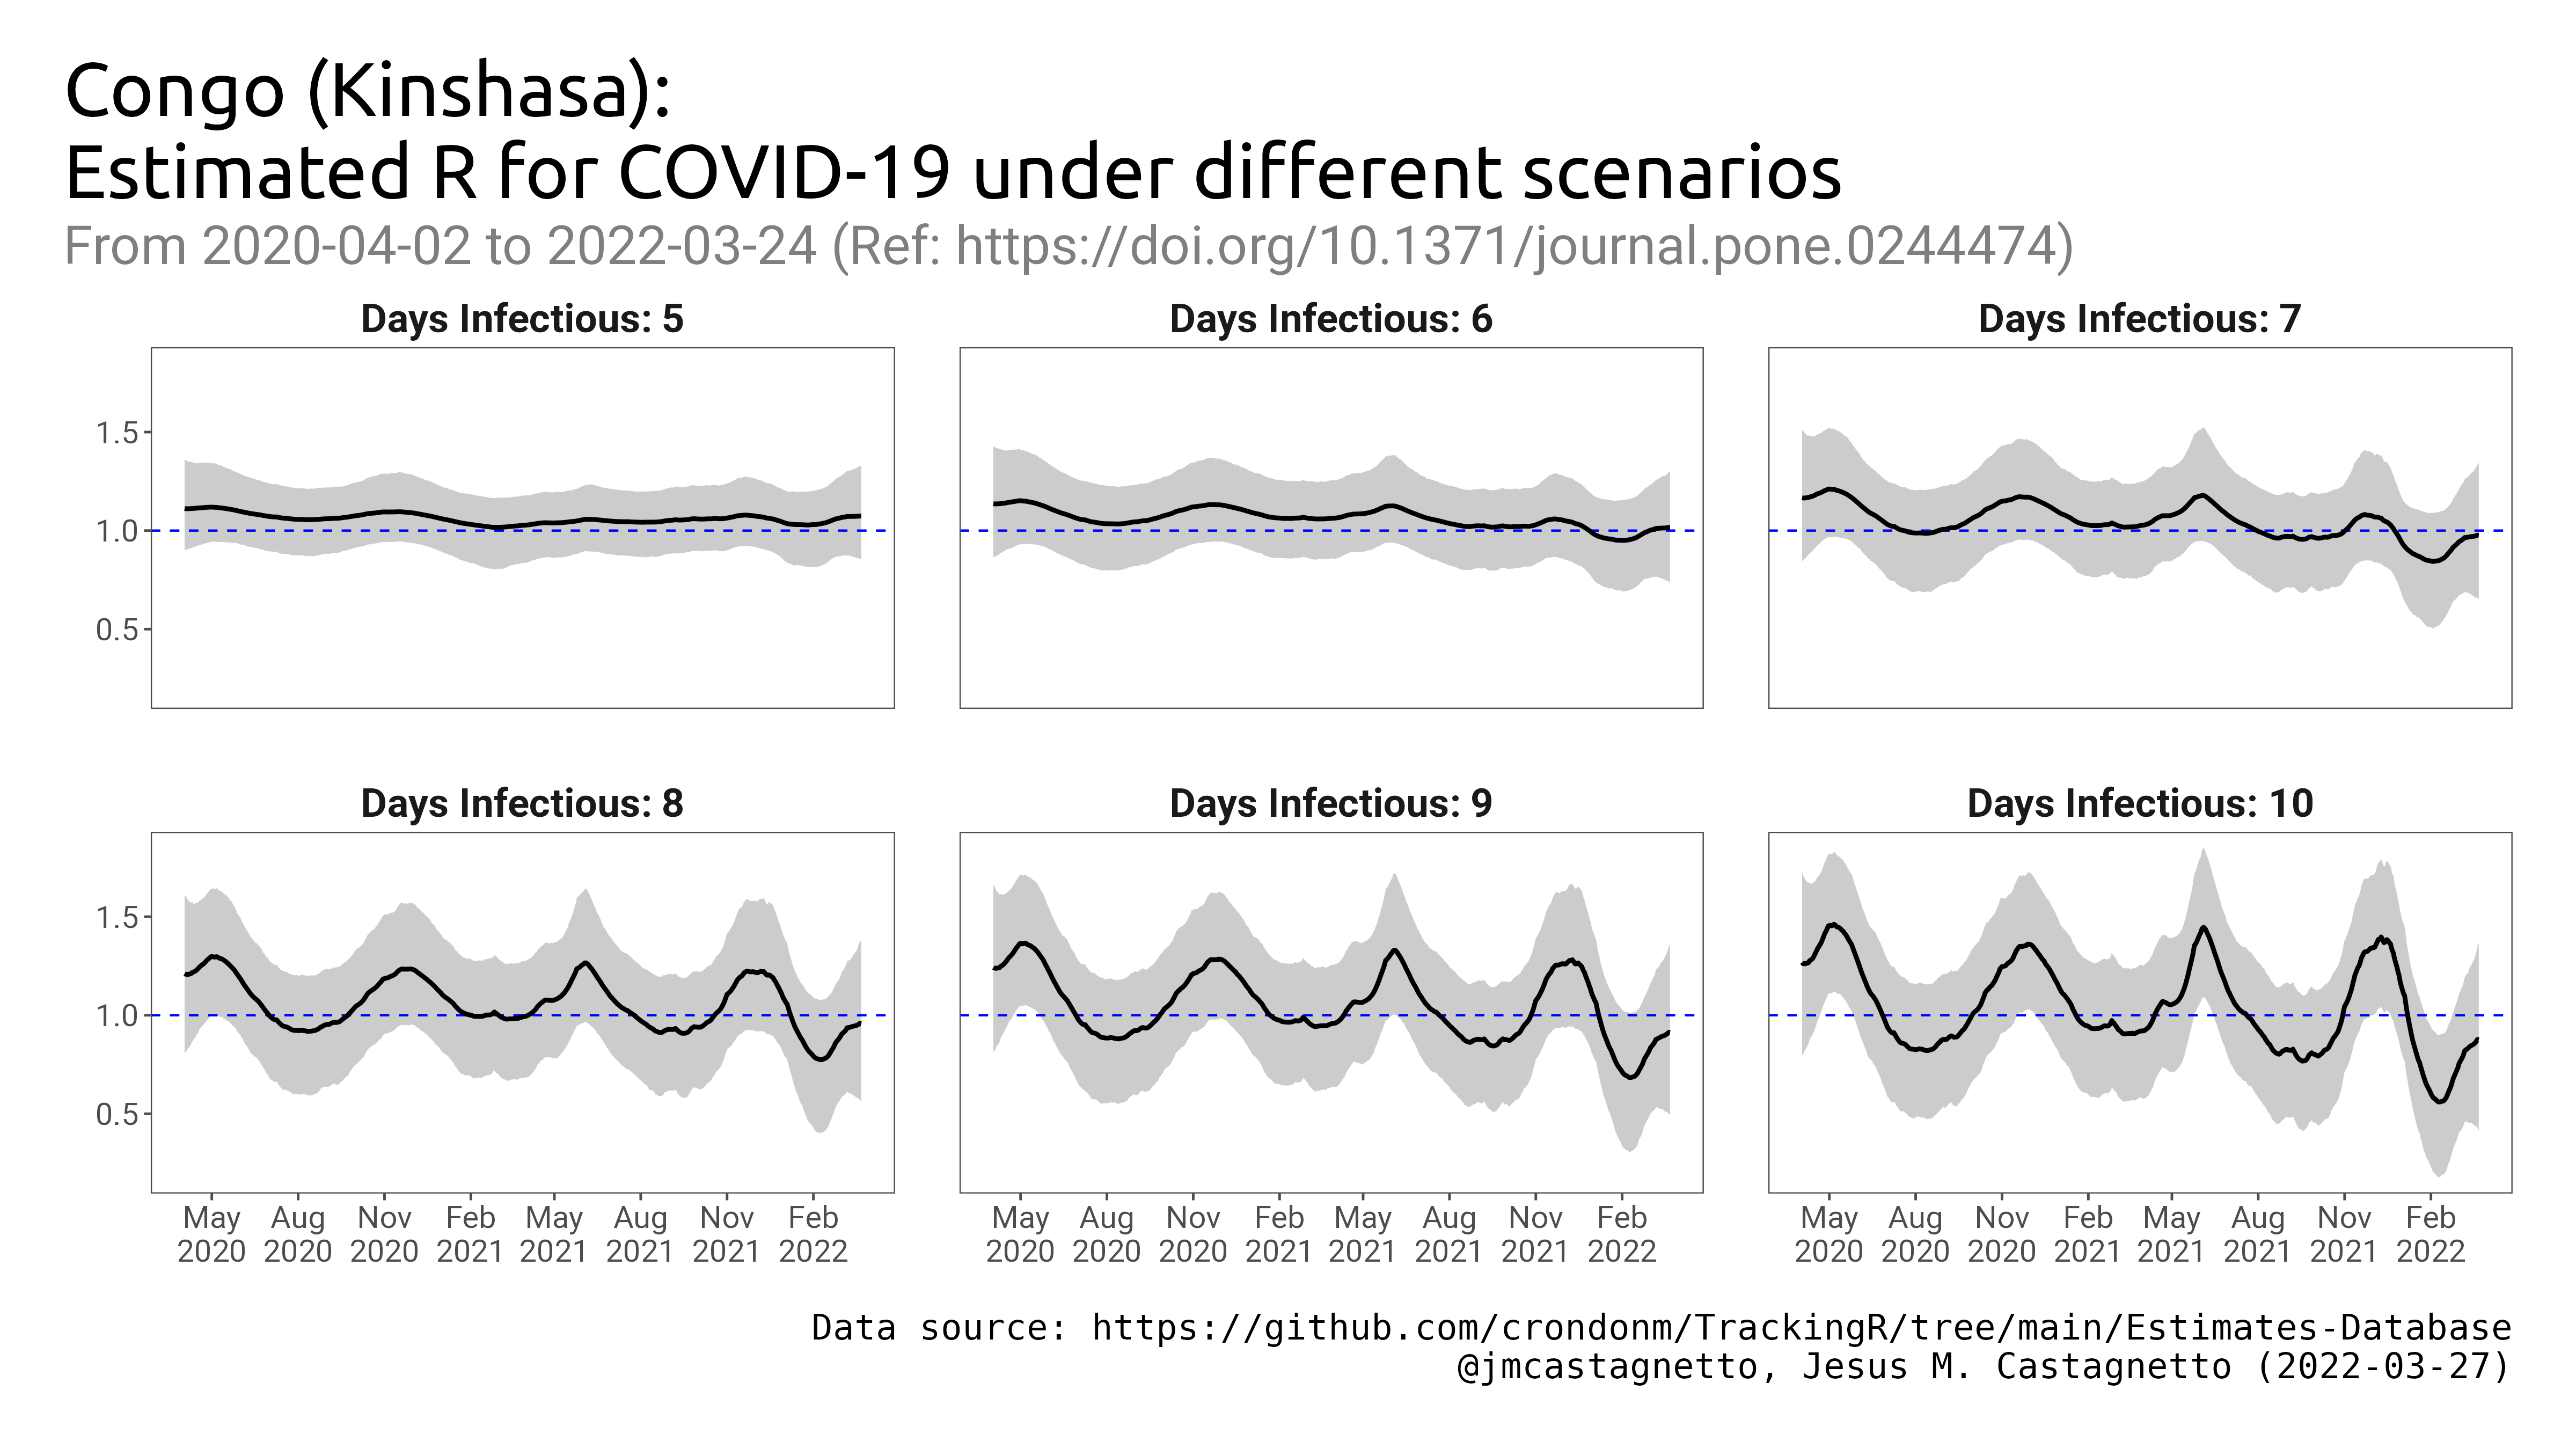 Congo (Kinshasa):
Estimated R for COVID-19 under different scenarios
From 2020-04-02 to 2022-03-24 (Ref: https://doi.org/10.1371/journal.pone.0244474)
Days Infectious: 5
Days Infectious: 6
Days Infectious: 7
1.5
1.0
0.5
Days Infectious: 8
Days Infectious: 9
Days Infectious: 10
1.5
1.0
0.5
May Aug Nov Feb May Aug Nov Feb
2020 2020 2020 2021 2021 2021 2021 2022
May Aug Nov Feb May Aug Nov Feb
2020 2020 2020 2021 2021 2021 2021 2022
May Aug Nov Feb May Aug Nov Feb
2020 2020 2020 2021 2021 2021 2021 2022
Data source: https://github.com/crondonm/TrackingR/tree/main/Estimates-Database
@jmcastagnetto, Jesus M. Castagnetto (2022-03-27)